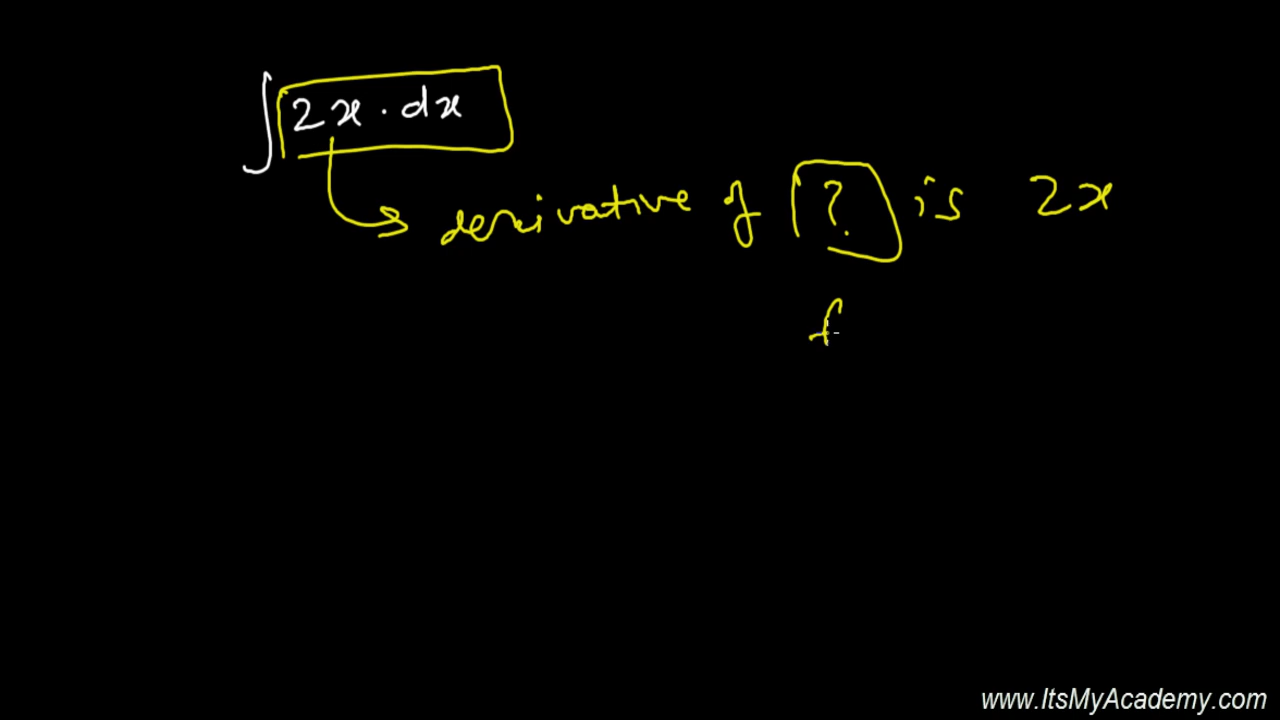 ∫ 2x · dx
derivative of ? is 2x
f
www.ItsMyAcademy.com